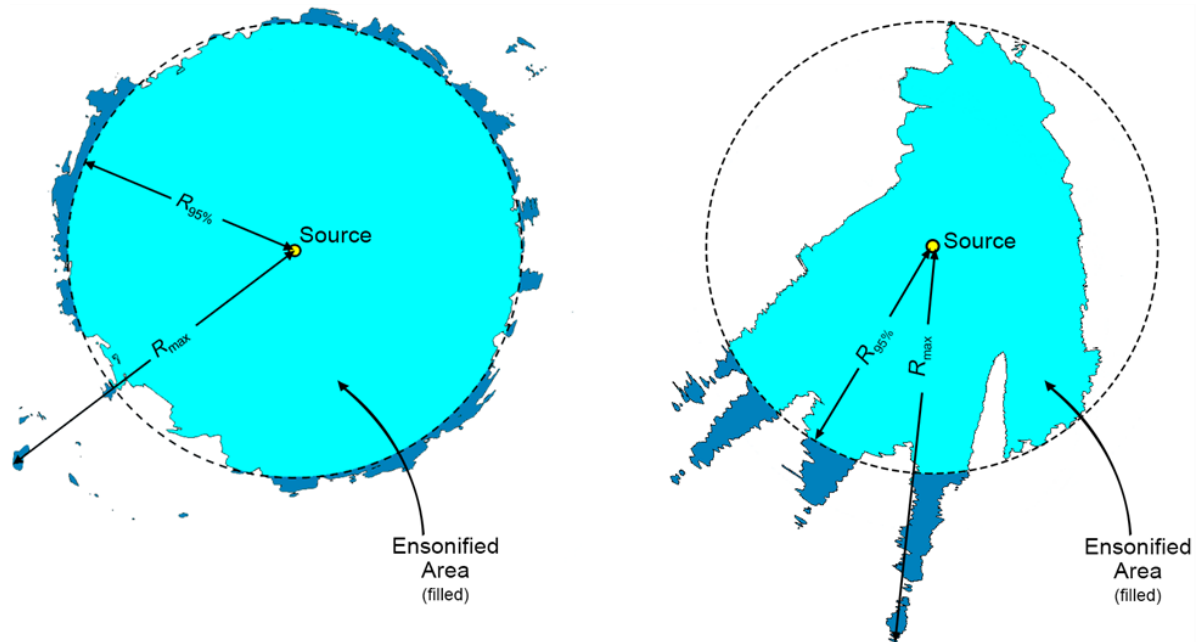 R95%
Source
Rmax
Ensonified
Area
(filled)
Source
R95%
Rmax
Ensonified
Area
(filled)